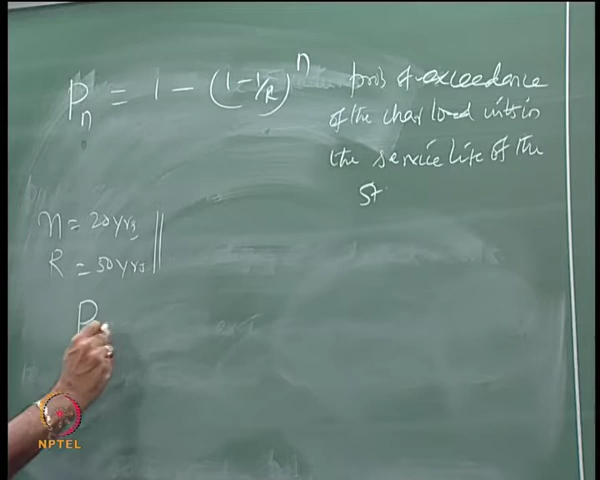 Pn = 1 - (1-1/R)^n
prob of exceedance
of the char load within
the service life of the
st
n = 20 yrs
R = 50 yrs
P
NPTEL